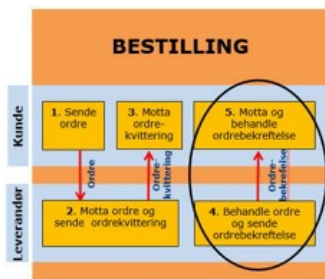 BESTILLING
Kunde
1. Sende
ordre
3. Motta
ordre-
kvittering
5. Motta og
behandle
ordrebekreftelse
Ordre
Ordre-
kvittering
Ordre-
bekrefelse
Leverandør
2. Motta ordre og
sende ordrekvittering
4. Behandle ordre
og sende
ordrebekreftelse